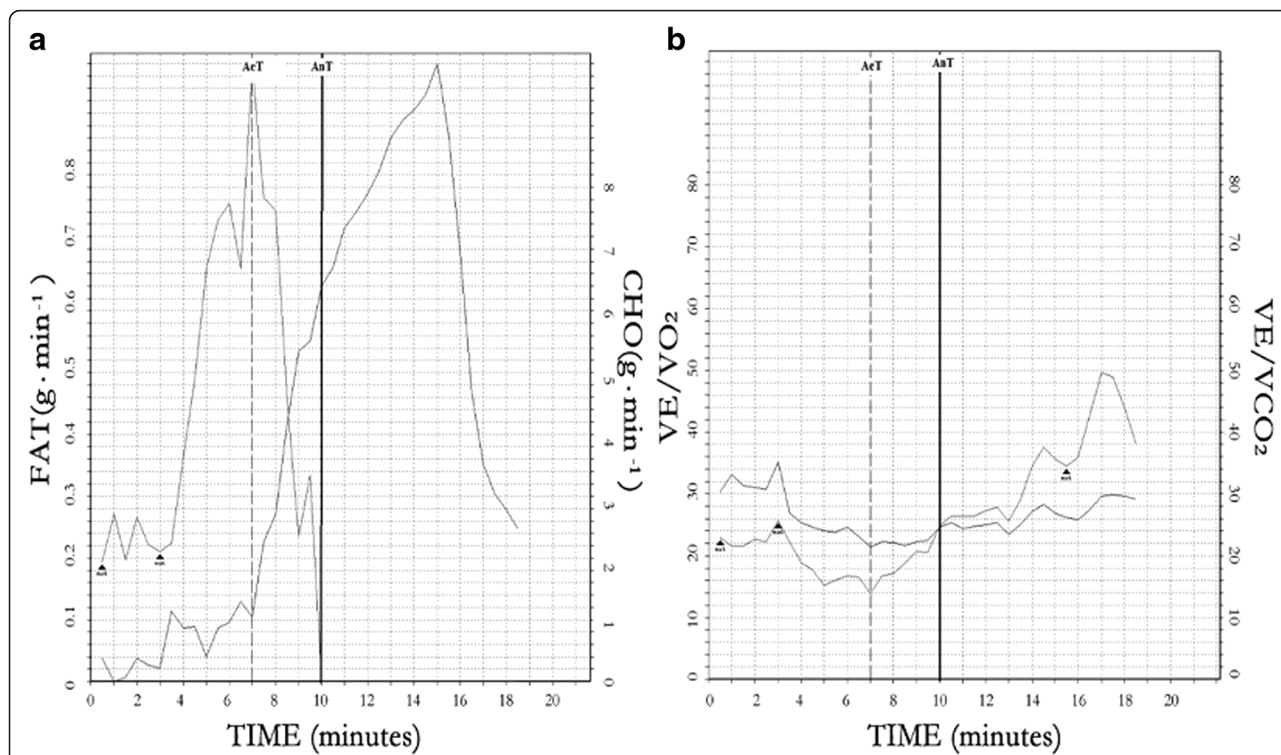 a
AeT AnT
FAT(g · min⁻¹)
0 0.1 0.2 0.3 0.4 0.5 0.6 0.7 0.8
CHO(g · min⁻¹)
0 1 2 3 4 5 6 7 8
0 2 4 6 8 10 12 14 16 18 20
TIME (minutes)
b
AeT AnT
VE/VO₂
0 10 20 30 40 50 60 70 80
VE/VCO₂
0 10 20 30 40 50 60 70 80
0 2 4 6 8 10 12 14 16 18 20
TIME (minutes)